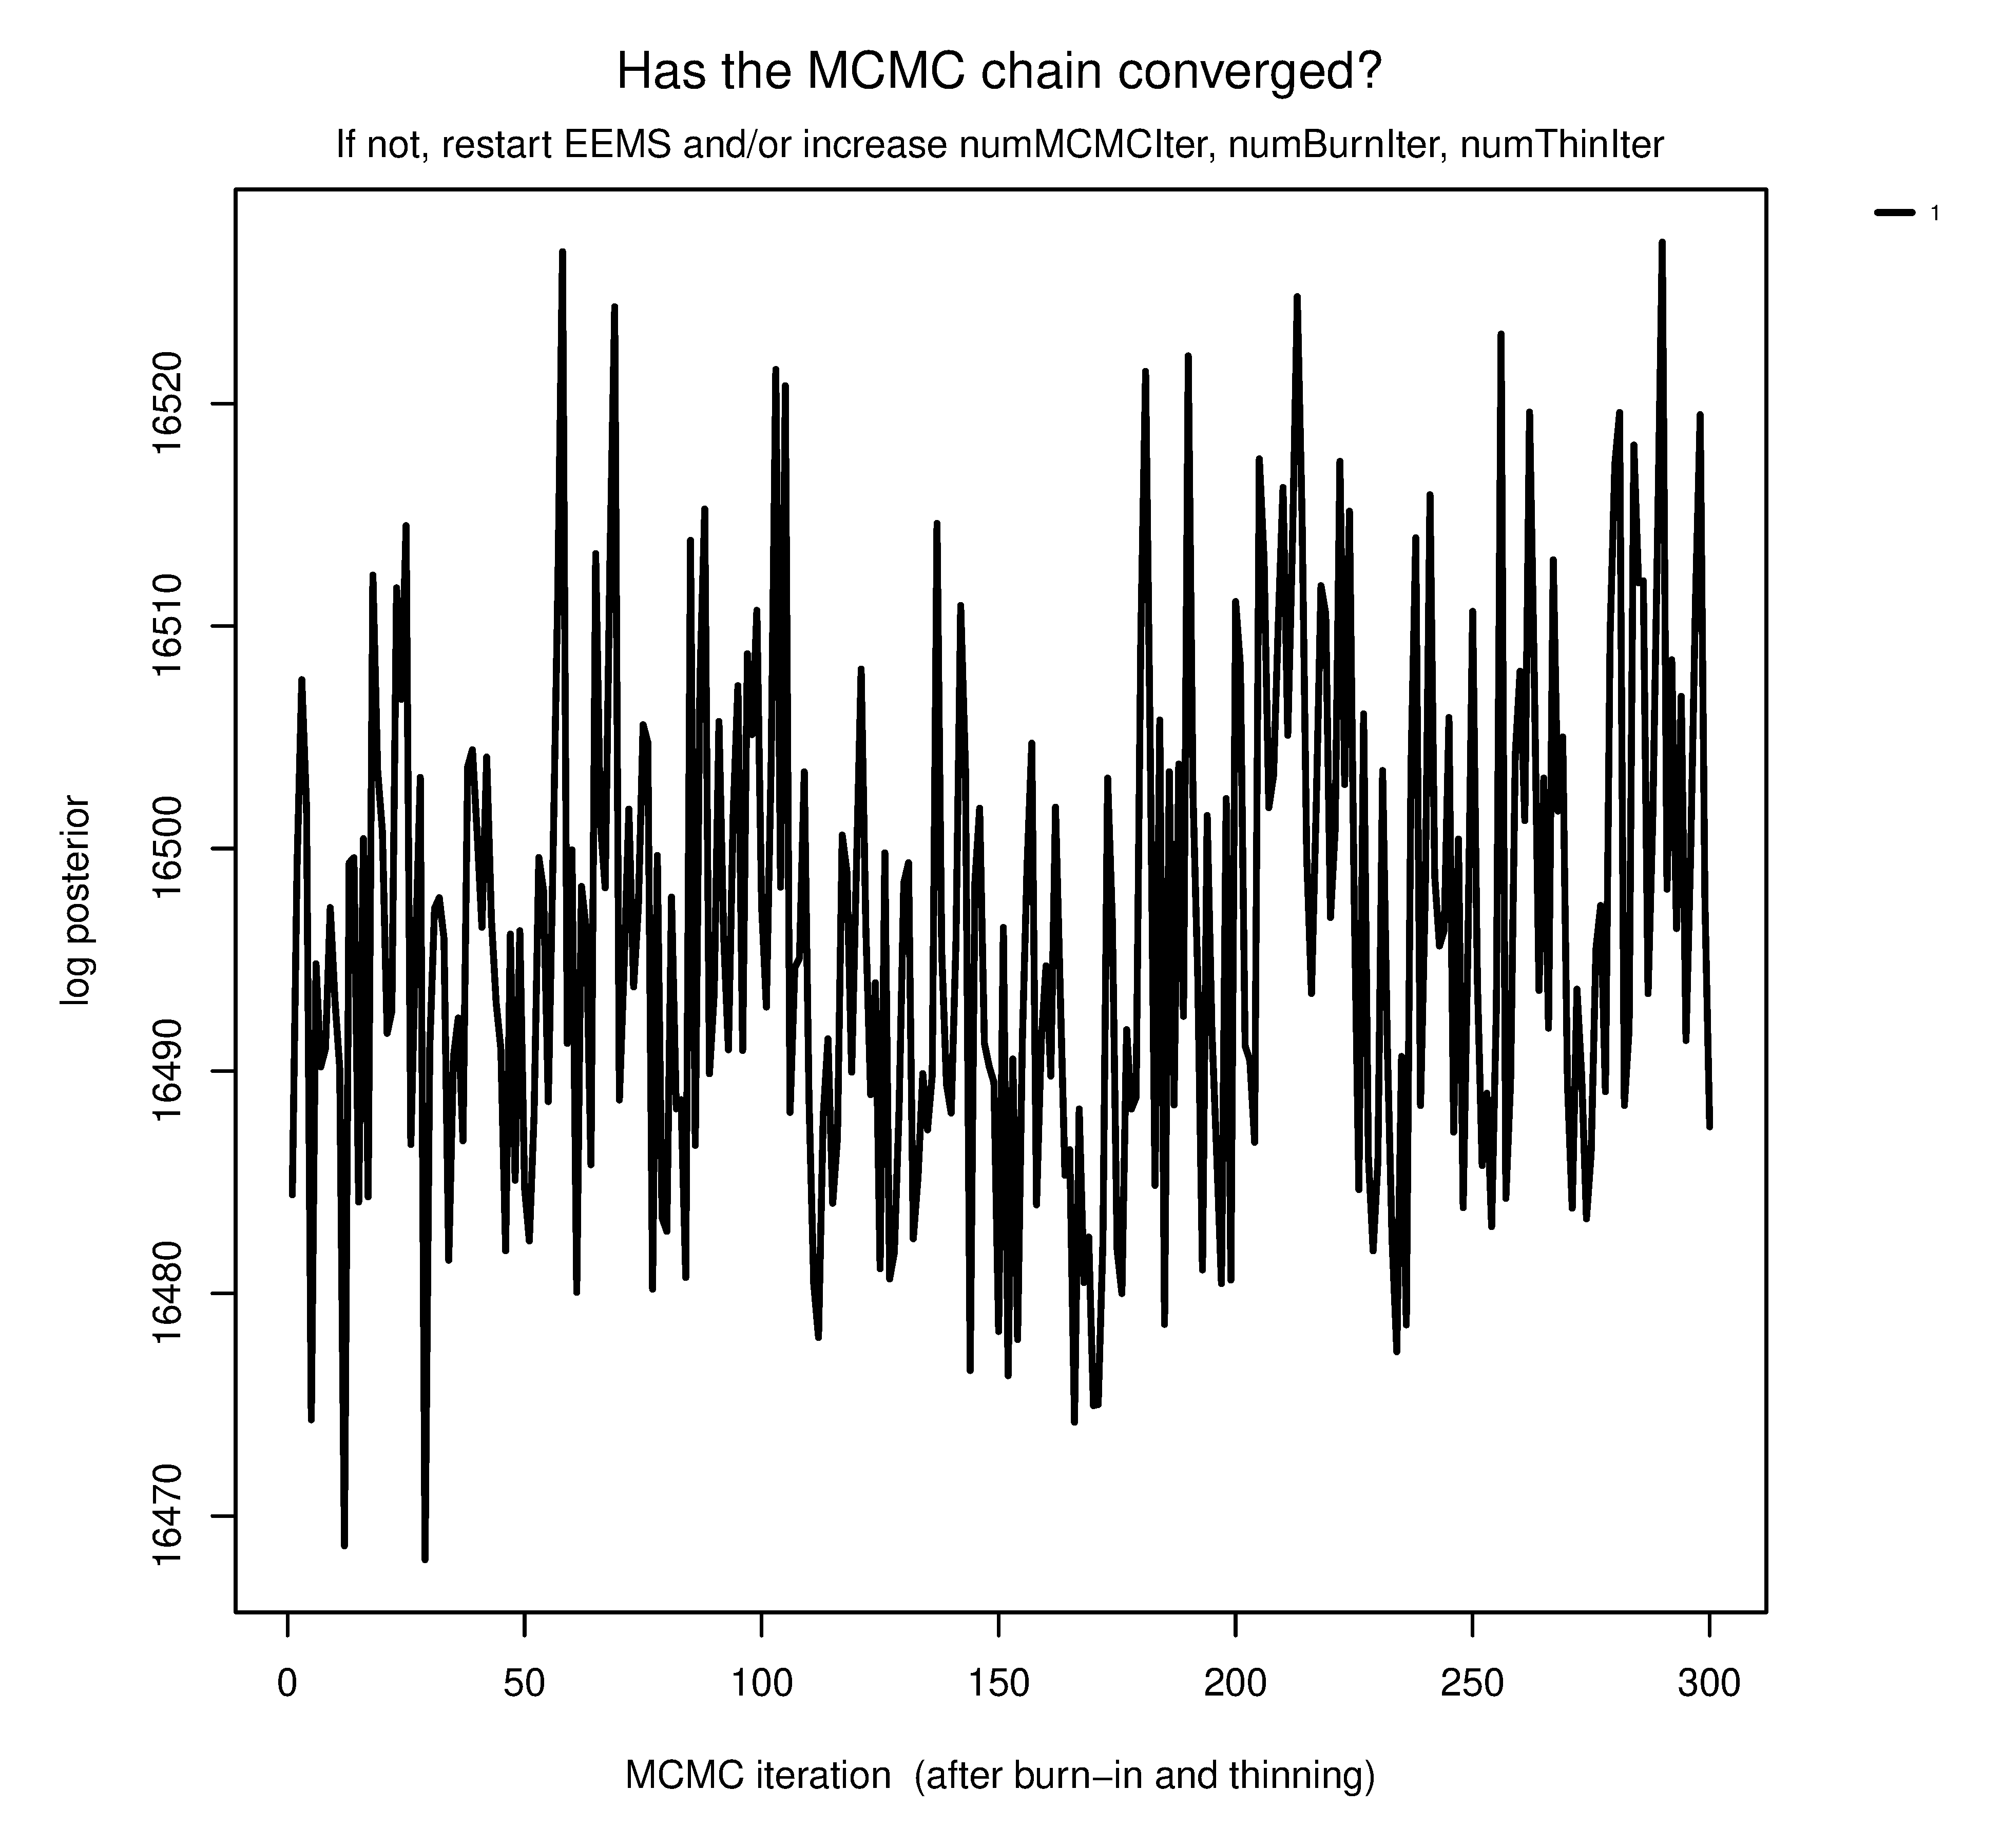 Has the MCMC chain converged?
If not, restart EEMS and/or increase numMCMCIter, numBurnIter, numThinIter
1
log posterior
16520
16510
16500
16490
16480
16470
0 50 100 150 200 250 300
MCMC iteration (after burn−in and thinning)